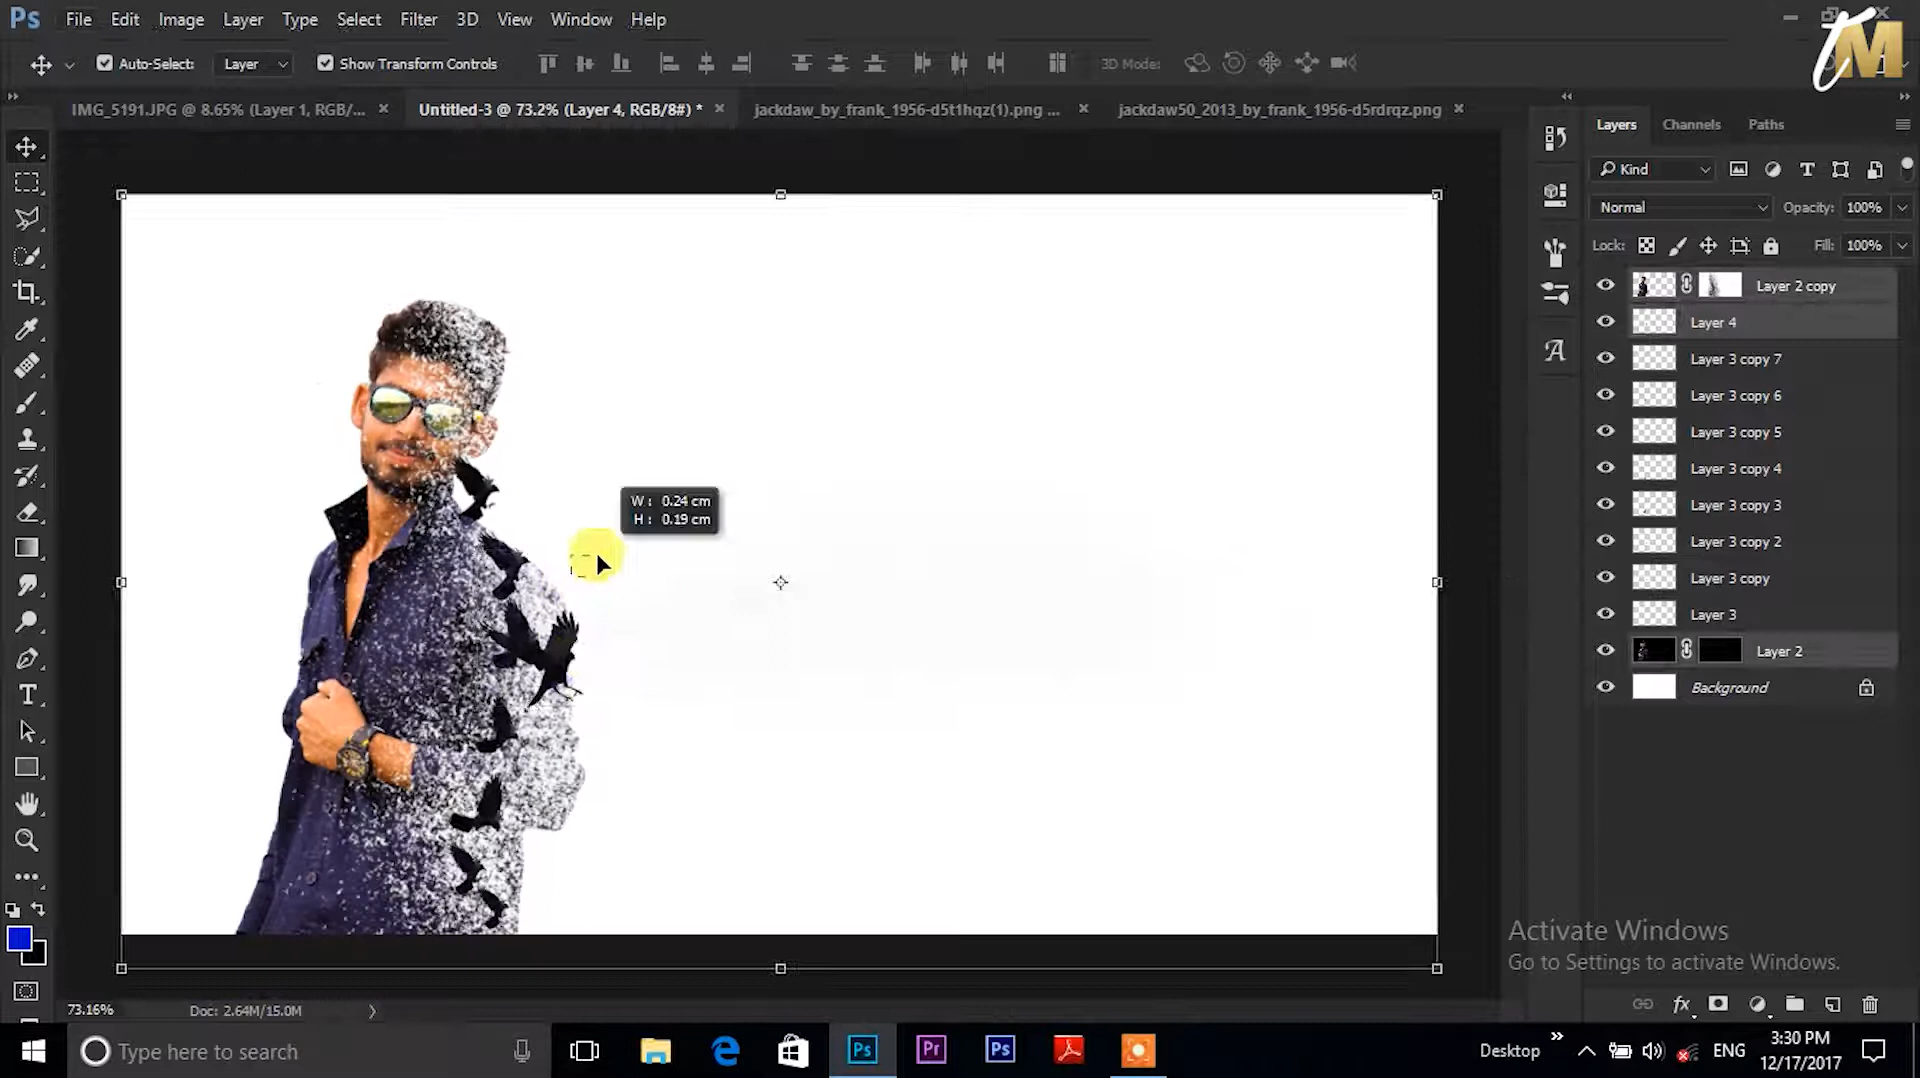 Ps File Edit Image Layer Type Select Filter 3D View Window Help
Auto-Select: Layer Show Transform Controls 3D Mode:
tM
IMG_5191.JPG @ 8.65% (Layer 1, RGB/... Untitled-3 @ 73.2% (Layer 4, RGB/8#) * jackdaw_by_frank_1956-d5t1hqz(1).png ... jackdaw50_2013_by_frank_1956-d5rdrqz.png
Layers Channels Paths
Kind
Normal Opacity: 100%
Lock: Fill: 100%
Layer 2 copy
Layer 4
Layer 3 copy 7
Layer 3 copy 6
Layer 3 copy 5
Layer 3 copy 4
Layer 3 copy 3
Layer 3 copy 2
Layer 3 copy
Layer 3
Layer 2
Background
W: 0.24 cm
H: 0.19 cm
Activate Windows
Go to Settings to activate Windows.
73.16% Doc: 2.64M/15.0M
fx
Type here to search
Ps Pr Ps
Desktop ENG 3:30 PM
12/17/2017